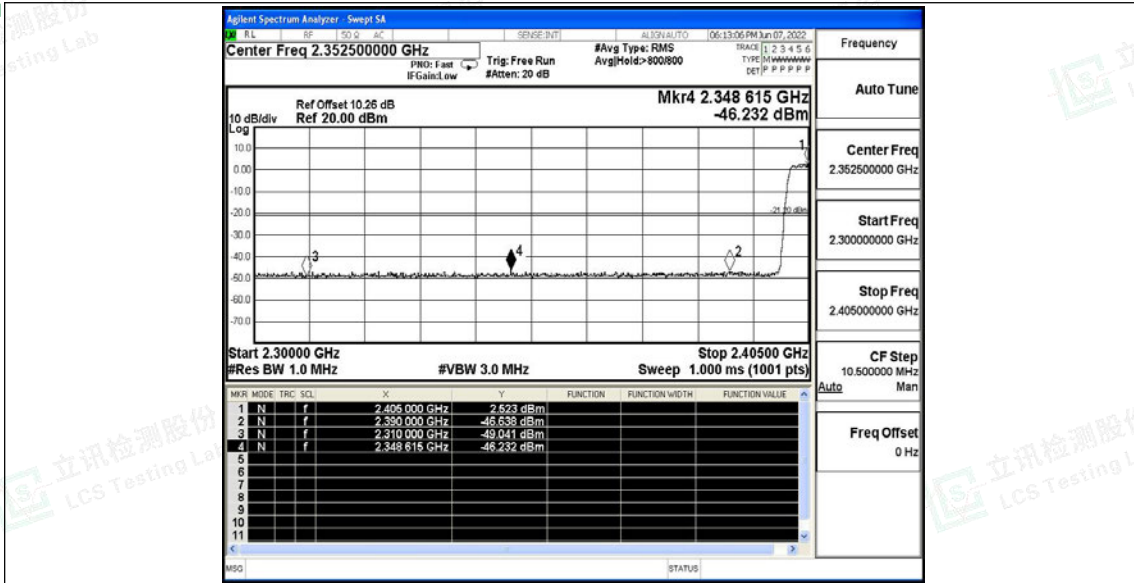 Agilent Spectrum Analyzer - Swept SA
RL RF 50 Ω AC SENSE:INT ALIGN AUTO 06:13:06 PM Jun 07, 2022
Center Freq 2.352500000 GHz
PNO: Fast
IFGain:Low
Trig: Free Run
#Atten: 20 dB
#Avg Type: RMS
Avg|Hold:>800/800
TRACE 1 2 3 4 5 6
TYPE M W W W W W
DET P P P P P P
Frequency
Ref Offset 10.26 dB
Ref 20.00 dBm
10 dB/div
Log
Mkr4 2.348 615 GHz
-46.232 dBm
10.0
0.00
-10.0
-20.0
-30.0
-40.0
-50.0
-60.0
-70.0
1
2
3
4
Start 2.30000 GHz
#Res BW 1.0 MHz
#VBW 3.0 MHz
Stop 2.40500 GHz
Sweep 1.000 ms (1001 pts)
MKR MODE TRC SCL X Y FUNCTION FUNCTION WIDTH FUNCTION VALUE
1 N f 2.405 000 GHz 2.523 dBm
2 N f 2.390 000 GHz -46.638 dBm
3 N f 2.310 000 GHz -49.041 dBm
4 N f 2.348 615 GHz -46.232 dBm
5
6
7
8
9
10
11
MSG
STATUS
Auto Tune
Center Freq
2.352500000 GHz
Start Freq
2.300000000 GHz
Stop Freq
2.405000000 GHz
CF Step
10.500000 MHz
Auto Man
Freq Offset
0 Hz
立讯检测股份
LCS Testing Lab